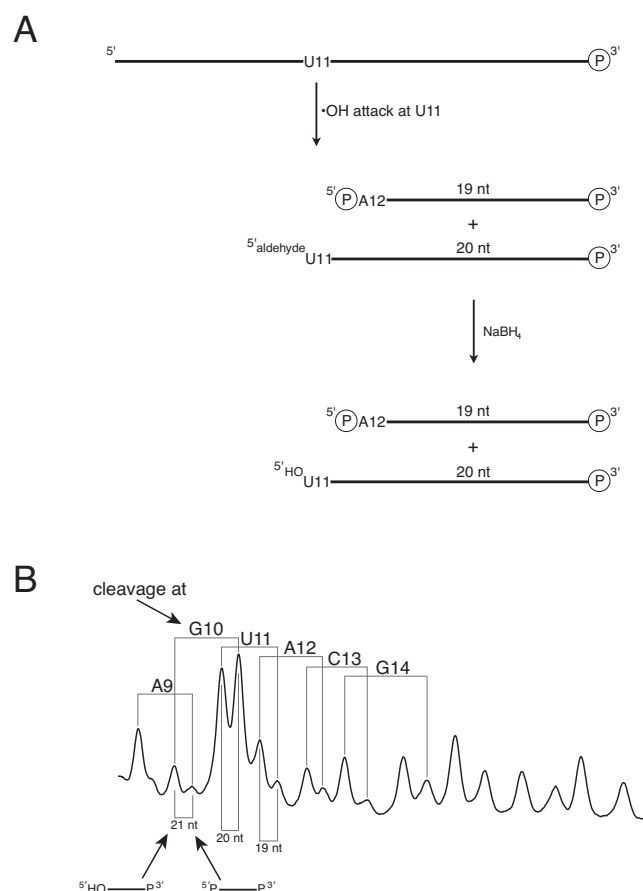 A
5' U11 P 3'
•OH attack at U11
19 nt
5' P A12 P 3'
+
20 nt
5'aldehyde U11 P 3'
NaBH4
19 nt
5' P A12 P 3'
+
20 nt
5'HO U11 P 3'
B
cleavage at
G10
U11
A12
C13
G14
A9
21 nt
20 nt
19 nt
5'HO P3' 5'P P3'